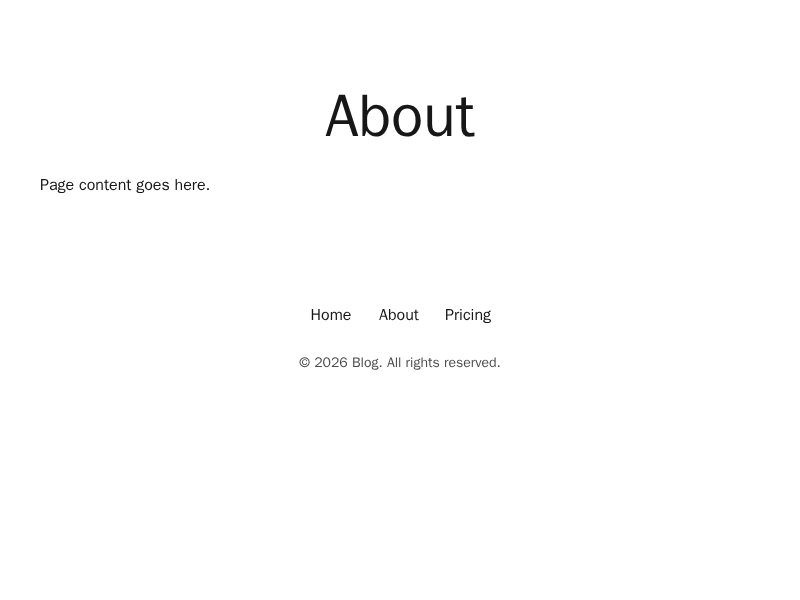 About
Page content goes here.
Home About Pricing
© 2026 Blog. All rights reserved.